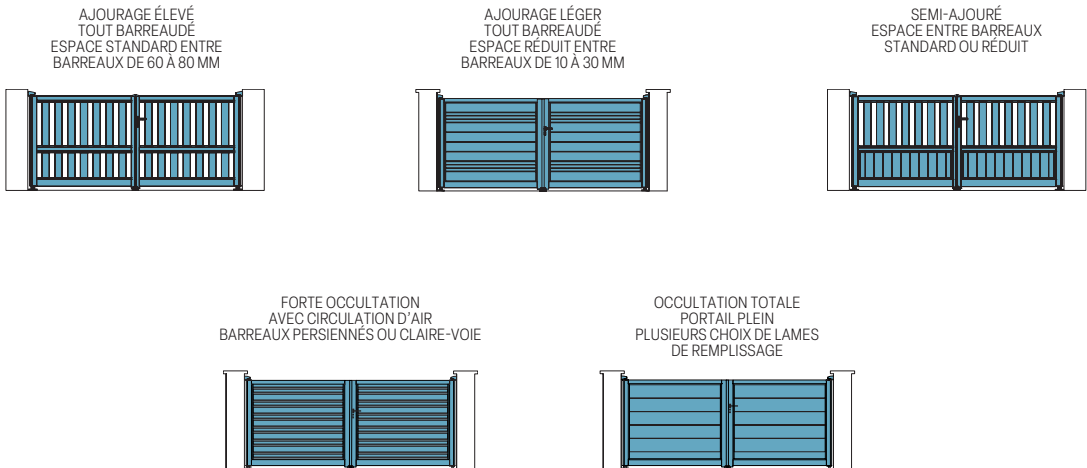 AJOURAGE ÉLEVÉ
TOUT BARREAUDÉ
ESPACE STANDARD ENTRE
BARREAUX DE 60 À 80 MM
AJOURAGE LÉGER
TOUT BARREAUDÉ
ESPACE RÉDUIT ENTRE
BARREAUX DE 10 À 30 MM
SEMI-AJOURÉ
ESPACE ENTRE BARREAUX
STANDARD OU RÉDUIT
FORTE OCCULTATION
AVEC CIRCULATION D'AIR
BARREAUX PERSIENNÉS OU CLAIRE-VOIE
OCCULTATION TOTALE
PORTAIL PLEIN
PLUSIEURS CHOIX DE LAMES
DE REMPLISSAGE